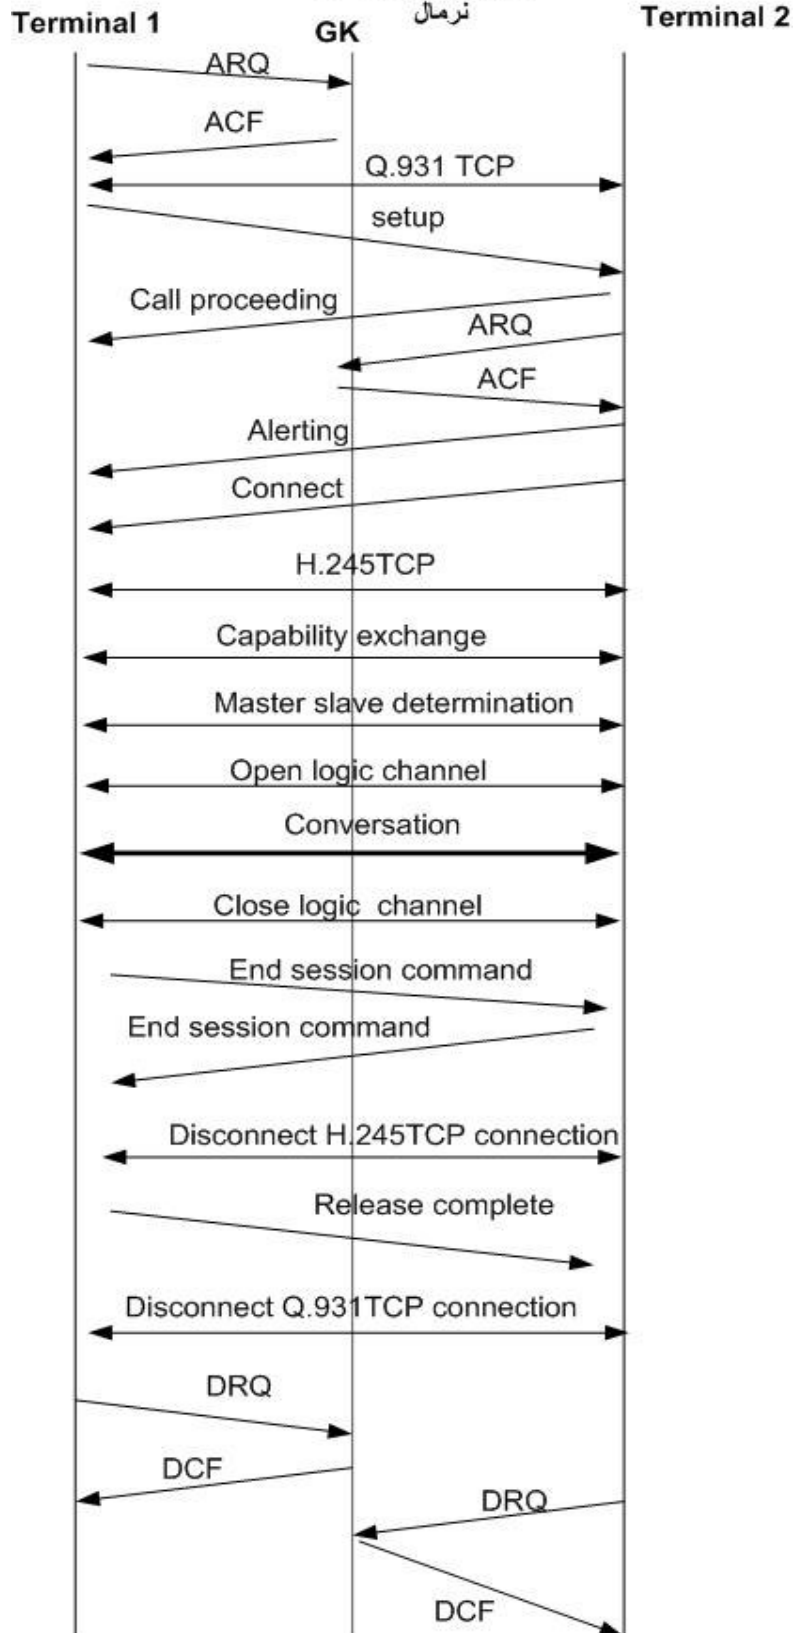 نرمال
Terminal 1
GK
Terminal 2
ARQ
ACF
Q.931 TCP
setup
Call proceeding
ARQ
ACF
Alerting
Connect
H.245TCP
Capability exchange
Master slave determination
Open logic channel
Conversation
Close logic channel
End session command
End session command
Disconnect H.245TCP connection
Release complete
Disconnect Q.931TCP connection
DRQ
DCF
DRQ
DCF